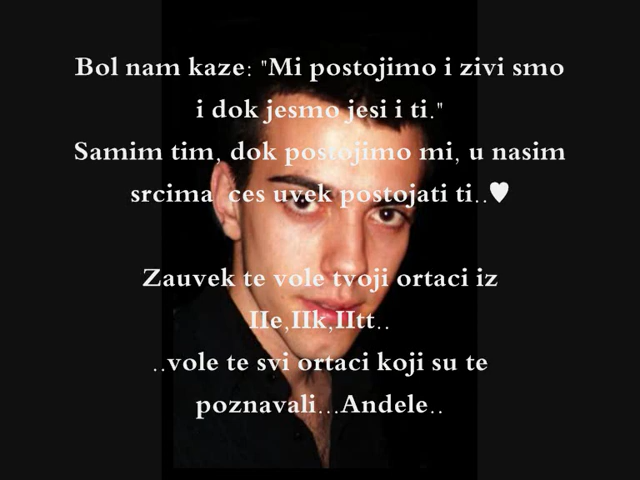 Bol nam kaze: "Mi postojimo i zivi smo
i dok jesmo jesi i ti."
Samim tim, dok postojimo mi, u nasim
srcima  ces uvek postojati ti..♥
Zauvek te vole tvoji ortaci iz
IIe,IIk,IItt..
..vole te svi ortaci koji su te
poznavali...Andele..